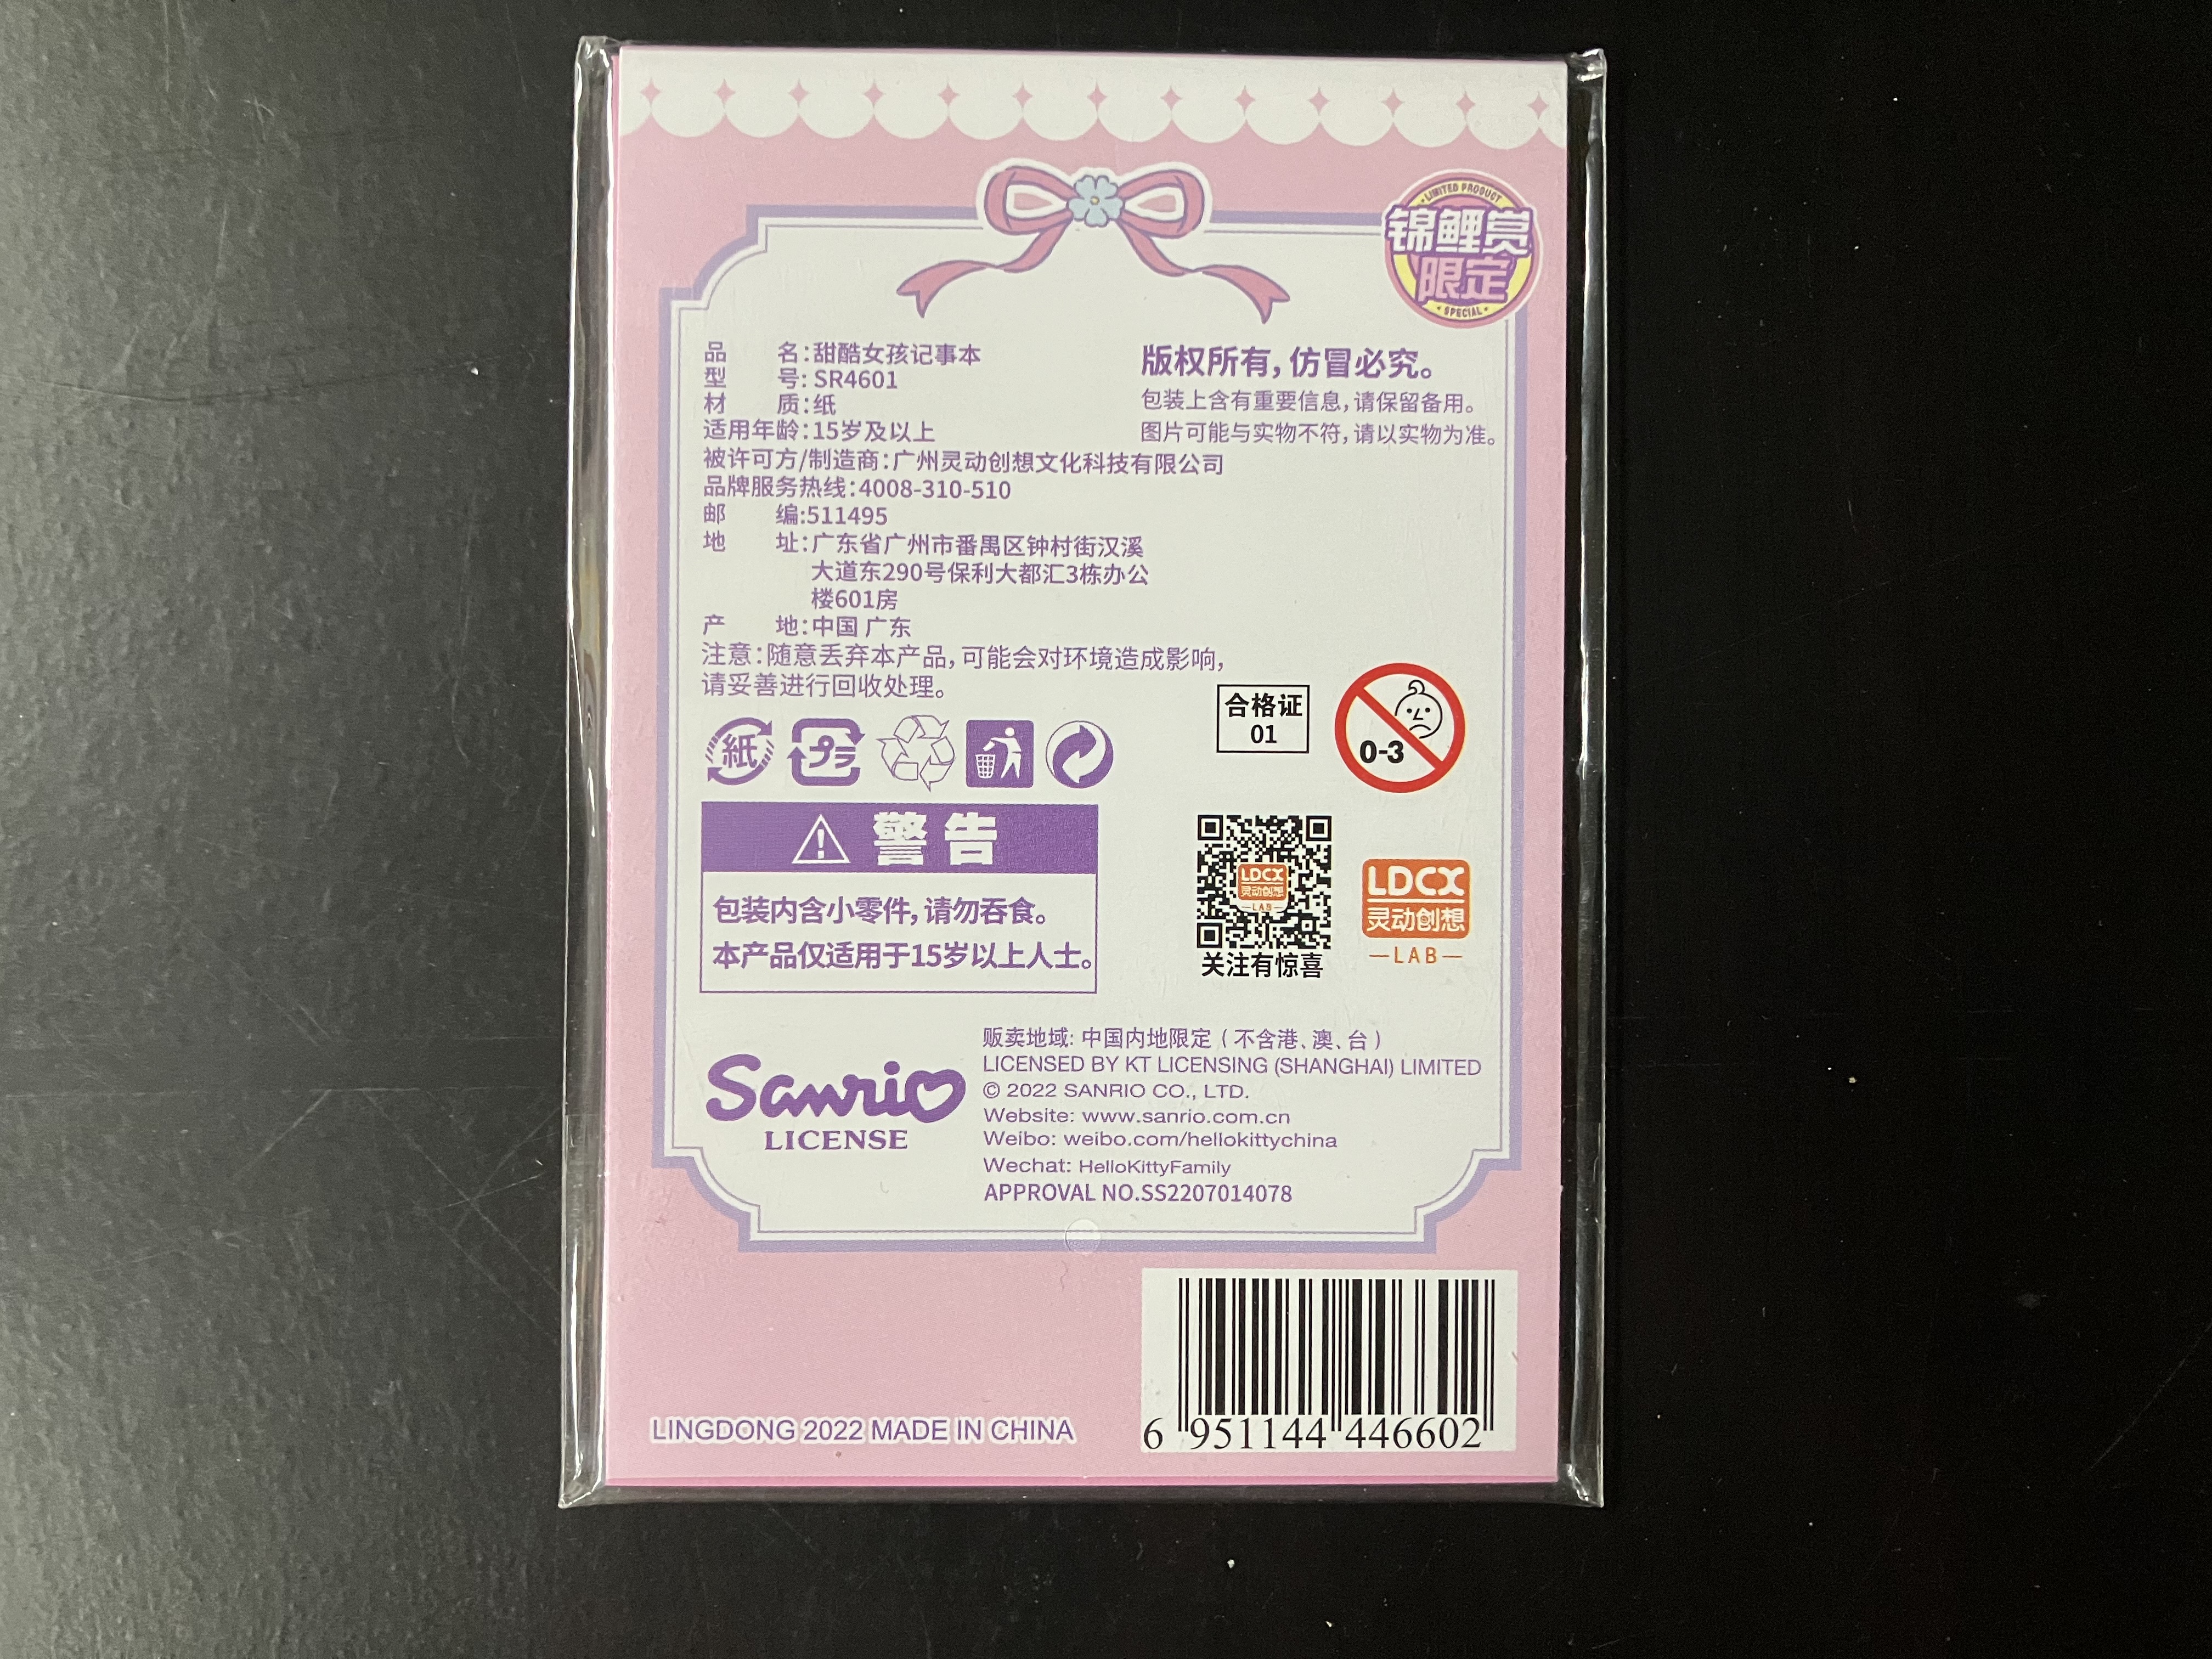 LIMITED PRODUCT
锦鲤赏
限定
SPECIAL
品 名:甜酷女孩记事本
型 号: SR4601
材 质:纸
适用年龄:15岁及以上
被许可方/制造商:广州灵动创想文化科技有限公司
品牌服务热线:4008-310-510
邮 编:511495
地 址:广东省广州市番禺区钟村街汉溪
大道东290号保利大都汇3栋办公
楼601房
产 地:中国 广东
注意:随意丢弃本产品,可能会对环境造成影响,
请妥善进行回收处理。
版权所有,仿冒必究。
包装上含有重要信息,请保留备用。
图片可能与实物不符,请以实物为准。
紙
プラ
合格证
01
0-3
警告
包装内含小零件,请勿吞食。
本产品仅适用于15岁以上人士。
LDCX
灵动创想
—LAB—
关注有惊喜
LDCX
灵动创想
—LAB—
Sanrio
LICENSE
贩卖地域: 中国内地限定 ( 不含港、澳、台 )
LICENSED BY KT LICENSING (SHANGHAI) LIMITED
© 2022 SANRIO CO., LTD.
Website: www.sanrio.com.cn
Weibo: weibo.com/hellokittychina
Wechat: HelloKittyFamily
APPROVAL NO.SS2207014078
LINGDONG 2022 MADE IN CHINA
6 951144 446602